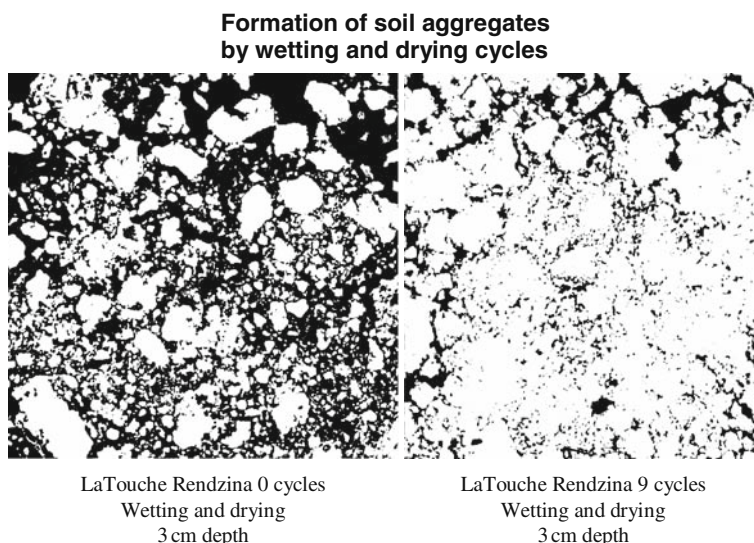 Formation of soil aggregates
by wetting and drying cycles
LaTouche Rendzina 0 cycles
Wetting and drying
3 cm depth
LaTouche Rendzina 9 cycles
Wetting and drying
3 cm depth